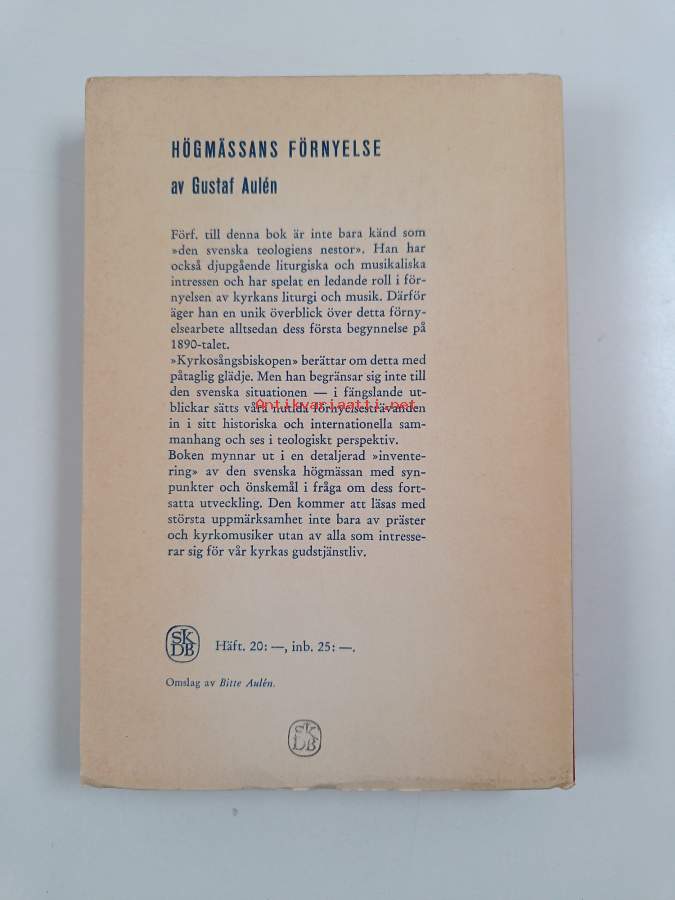 HÖGMÄSSANS FÖRNYELSE
av Gustaf Aulén
Förf. till denna bok är inte bara känd som
»den svenska teologiens nestor». Han har
också djupgående liturgiska och musikaliska
intressen och har spelat en ledande roll i för-
nyelsen av kyrkans liturgi och musik. Därför
äger han en unik överblick över detta förny-
elsearbete alltsedan dess första begynnelse på
1890-talet.
»Kyrkosångsbiskopen» berättar om detta med
påtaglig glädje. Men han begränsar sig inte till
den svenska situationen — i fängslande ut-
Antikvariaatti.net
blickar sätts våra nutida förnyelsesträvanden
in i sitt historiska och internationella sam-
manhang och ses i teologiskt perspektiv.
Boken mynnar ut i en detaljerad »invente-
ring» av den svenska högmässan med syn-
punkter och önskemål i fråga om dess fort-
satta utveckling. Den kommer att läsas med
största uppmärksamhet inte bara av präster
och kyrkomusiker utan av alla som intresse-
rar sig för vår kyrkas gudstjänstliv.
SK
DB
Häft. 20: —, inb. 25: —.
Omslag av Bitte Aulén.
SK
DB